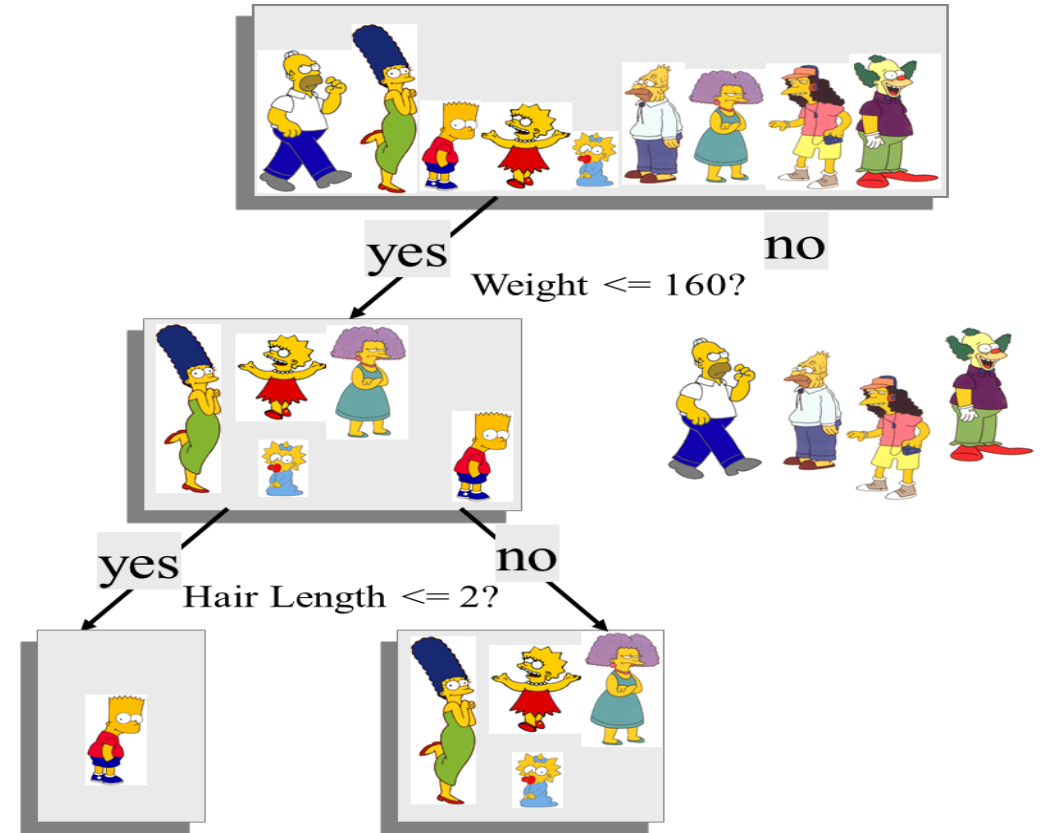 yes
no
Weight <= 160?
yes
no
Hair Length <= 2?